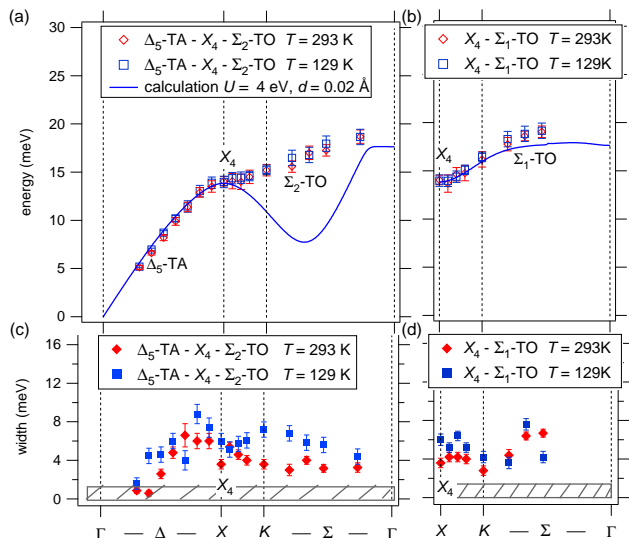 (a)
30
25
20
15
10
5
0
energy (meV)
Δ5-TA - X4 - Σ2-TO T = 293 K
Δ5-TA - X4 - Σ2-TO T = 129 K
calculation U = 4 eV, d = 0.02 Å
X4
Σ2-TO
Δ5-TA
(b)
X4 - Σ1-TO T = 293K
X4 - Σ1-TO T = 129K
X4
Σ1-TO
(c)
16
12
8
4
0
width (meV)
Δ5-TA - X4 - Σ2-TO T = 293 K
Δ5-TA - X4 - Σ2-TO T = 129 K
X4
Γ — Δ — X K — Σ — Γ
(d)
X4 - Σ1-TO T = 293K
X4 - Σ1-TO T = 129K
X4
X K — Σ — Γ